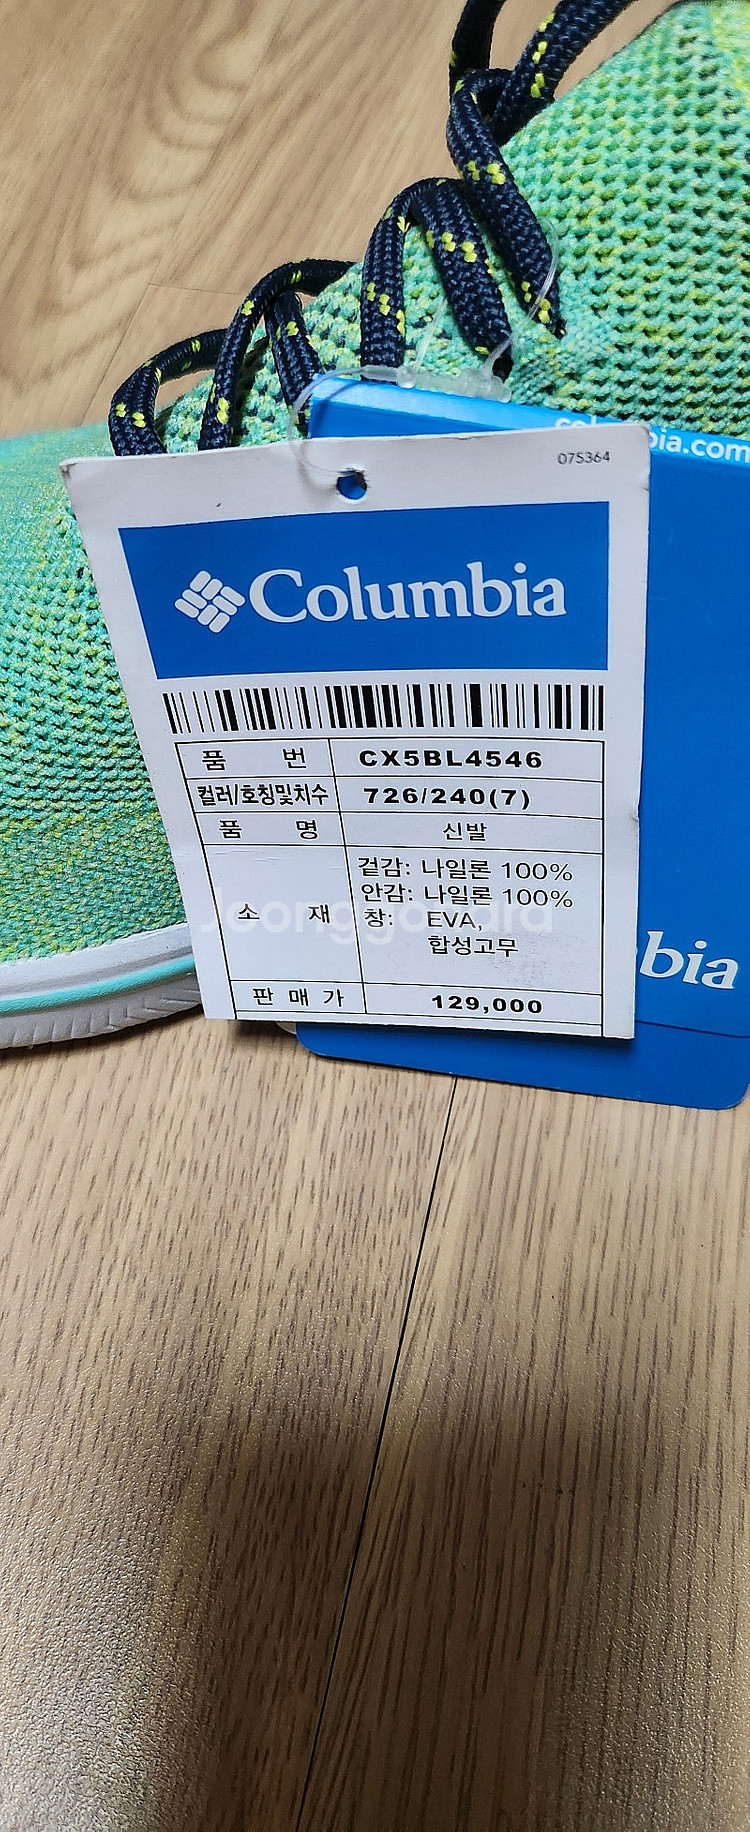 columbia.com
075364
Columbia
품 번 CX5BL4546
컬러/호칭및치수 726/240(7)
품 명 신발
소 재 겉감: 나일론 100%
안감: 나일론 100%
창: EVA,
합성고무
판 매 가 129,000
bia
Joonggonara